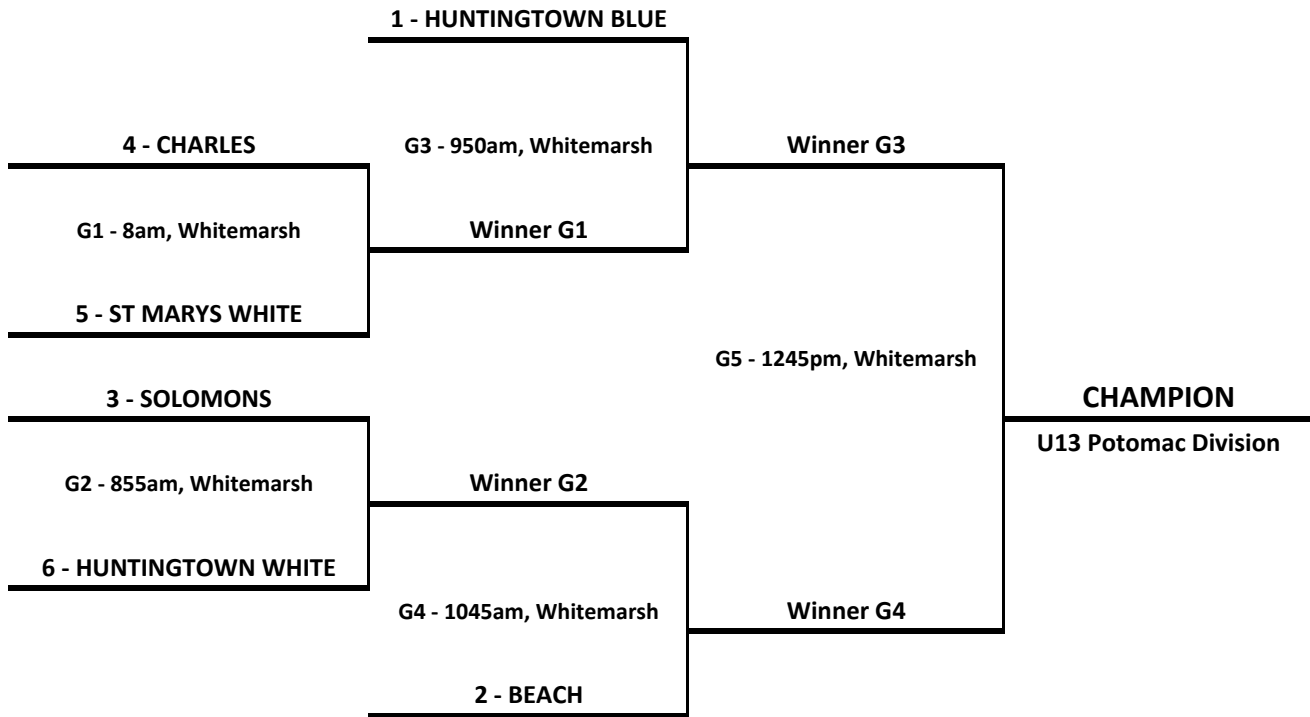 1 - HUNTINGTOWN BLUE
4 - CHARLES
G3 - 950am, Whitemarsh
Winner G3
G1 - 8am, Whitemarsh
Winner G1
5 - ST MARYS WHITE
G5 - 1245pm, Whitemarsh
3 - SOLOMONS
CHAMPION
U13 Potomac Division
G2 - 855am, Whitemarsh
Winner G2
6 - HUNTINGTOWN WHITE
G4 - 1045am, Whitemarsh
Winner G4
2 - BEACH